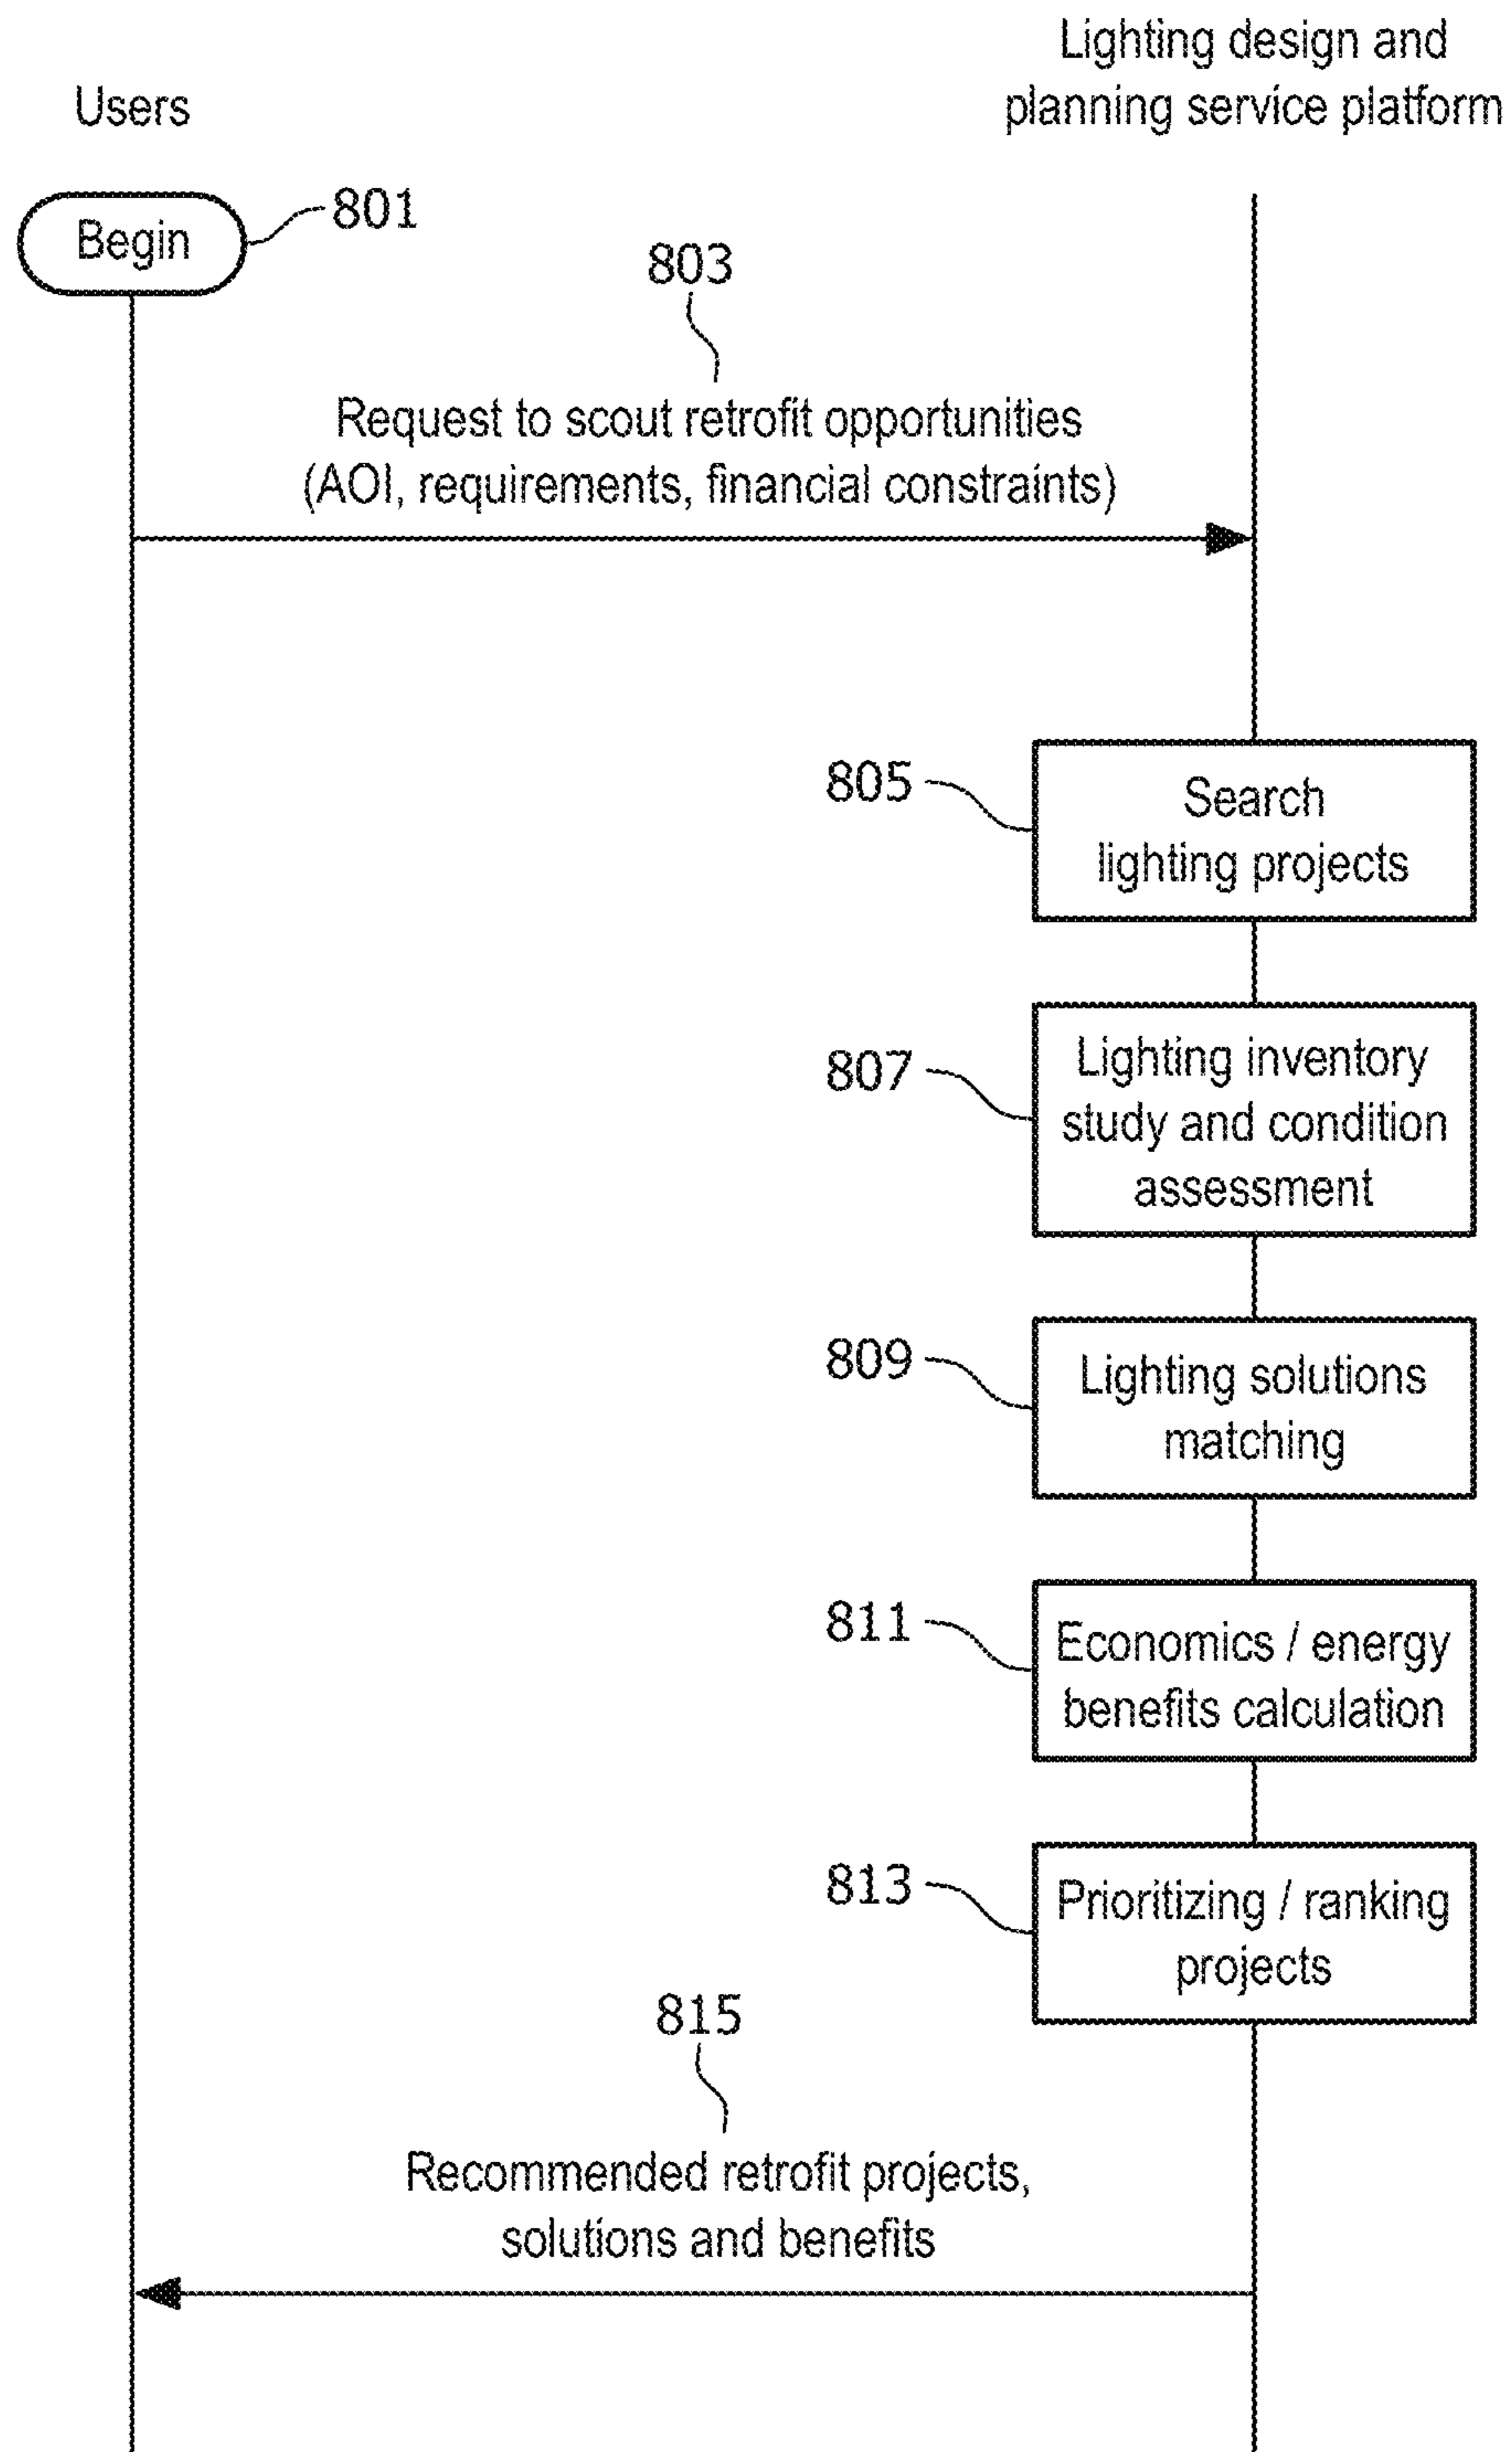 Lighting design and
planning service platform
Users
Begin
801
803
Request to scout retrofit opportunities
(AOI, requirements, financial constraints)
805
Search
lighting projects
807
Lighting inventory
study and condition
assessment
809
Lighting solutions
matching
811
Economics / energy
benefits calculation
813
Prioritizing / ranking
projects
815
Recommended retrofit projects,
solutions and benefits